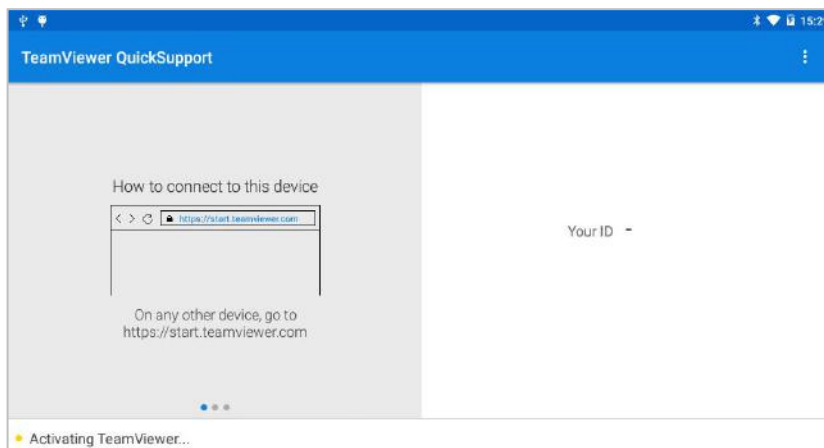 15:2
TeamViewer QuickSupport
How to connect to this device
https://start.teamviewer.com
On any other device, go to
https://start.teamviewer.com
Your ID -
Activating TeamViewer...